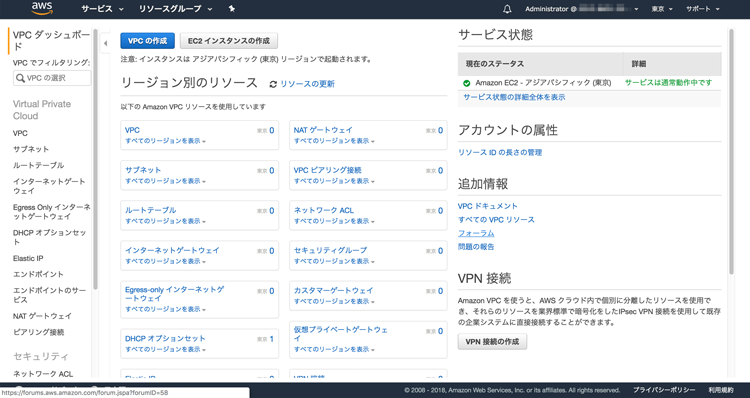 aws
サービス
リソースグループ
Administrator @
東京
サポート
VPC ダッシュボー
ド
VPC でフィルタリング:
VPC の選択
Virtual Private
Cloud
VPC
サブネット
ルートテーブル
インターネットゲート
ウェイ
Egress Only インターネ
ットゲートウェイ
DHCP オプションセッ
ト
Elastic IP
エンドポイント
エンドポイントのサー
ビス
NAT ゲートウェイ
ピアリング接続
セキュリティ
ネットワーク ACL
VPC の作成
EC2 インスタンスの作成
注意: インスタンスは アジアパシフィック (東京) リージョンで起動されます。
リージョン別のリソース
リソースの更新
以下の Amazon VPC リソースを使用しています
VPC 東京 0
すべてのリージョンを表示
NAT ゲートウェイ 東京 0
すべてのリージョンを表示
サブネット 東京 0
すべてのリージョンを表示
VPC ピアリング接続 東京 0
すべてのリージョンを表示
ルートテーブル 東京 0
すべてのリージョンを表示
ネットワーク ACL 東京 0
すべてのリージョンを表示
インターネットゲートウェイ 東京 0
すべてのリージョンを表示
セキュリティグループ 東京 0
すべてのリージョンを表示
Egress-only インターネットゲ 東京 0
ートウェイ
すべてのリージョンを表示
カスタマーゲートウェイ 東京 0
すべてのリージョンを表示
DHCP オプションセット 東京 1
すべてのリージョンを表示
仮想プライベートゲートウェ 東京 0
イ
すべてのリージョンを表示
サービス状態
現在のステータス
詳細
Amazon EC2 - アジアパシフィック (東京)
サービスは通常動作中です
サービス状態の詳細全体を表示
アカウントの属性
リソース ID の長さの管理
追加情報
VPC ドキュメント
すべての VPC リソース
フォーラム
問題の報告
VPN 接続
Amazon VPC を使うと、AWS クラウド内で個別に分離したリソースを使用で
き、それらのリソースを業界標準で暗号化をしたIPsec VPN 接続を使用して既存
の企業システムに直接接続することができます。
VPN 接続の作成
https://forums.aws.amazon.com/forum.jspa?forumID=58
© 2008 - 2018, Amazon Web Services, Inc. or its affiliates. All rights reserved.
プライバシーポリシー
利用規約